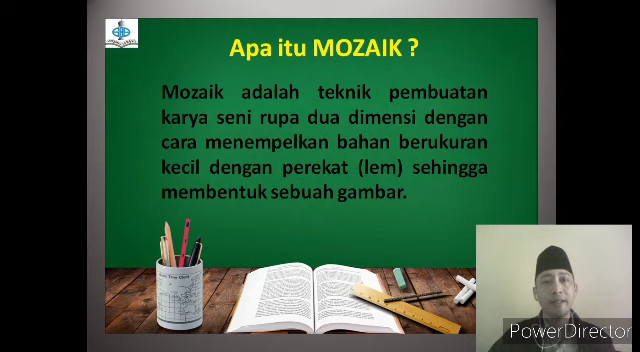 Apa itu MOZAIK ?
Mozaik adalah teknik pembuatan
karya seni rupa dua dimensi dengan
cara menempelkan bahan berukuran
kecil dengan perekat (lem) sehingga
membentuk sebuah gambar.
PowerDirector